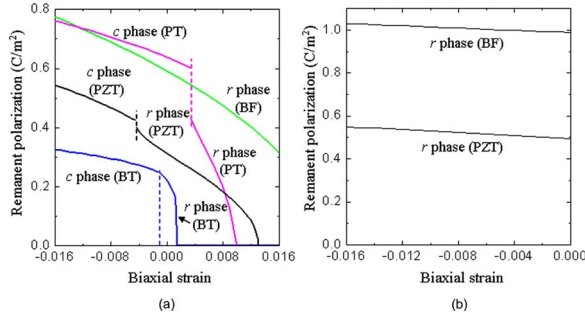 (a)
Remanent polarization (C/m²)
0.8
0.6
0.4
0.2
0.0
c phase (PT)
c phase
(PZT)
r phase
(PZT)
r phase
(BF)
r phase
(PT)
c phase (BT)
r phase
(BT)
-0.016 -0.008 0.000 0.008 0.016
Biaxial strain
(a)
(b)
Remanent polarization (C/m²)
1.0
0.8
0.6
0.4
0.2
0.0
r phase (BF)
r phase (PZT)
-0.016 -0.012 -0.008 -0.004 0.000
Biaxial strain
(b)